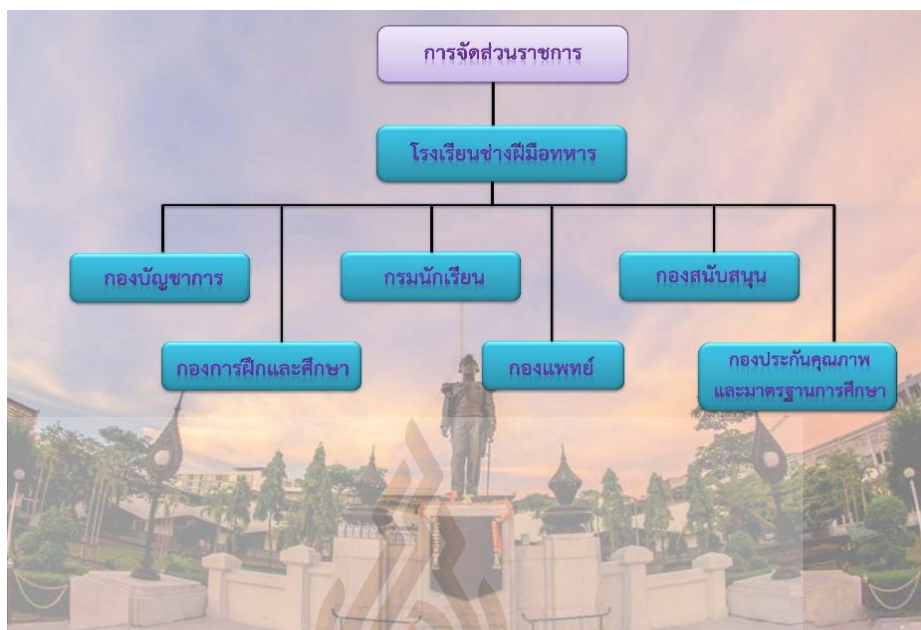 การจัดส่วนราชการ
โรงเรียนช่างฝีมือทหาร
กองบัญชาการ
กรมนักเรียน
กองสนับสนุน
กองการฝึกและศึกษา
กองแพทย์
กองประกันคุณภาพ
และมาตรฐานการศึกษา